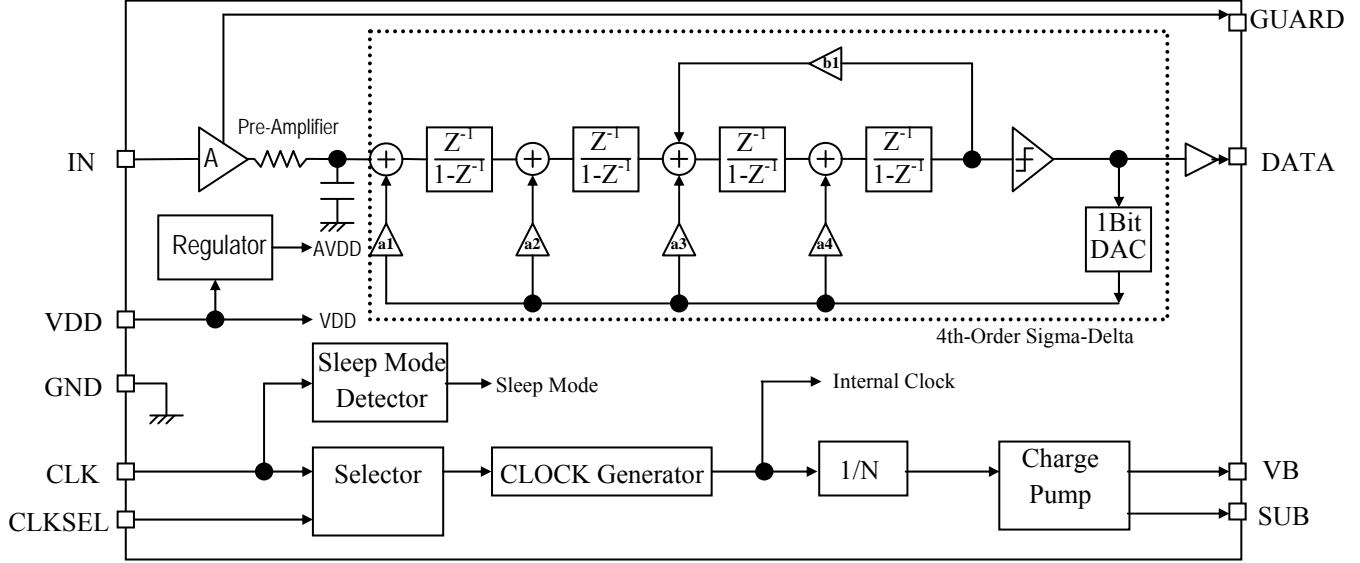 GUARD
b1
Pre-Amplifier
IN
A
Z-1
1-Z-1
Z-1
1-Z-1
Z-1
1-Z-1
Z-1
1-Z-1
DATA
a1
a2
a3
a4
1Bit
DAC
Regulator
AVDD
VDD
VDD
4th-Order Sigma-Delta
GND
Sleep Mode
Detector
Sleep Mode
Internal Clock
CLK
Selector
CLOCK Generator
1/N
Charge
Pump
VB
CLKSEL
SUB